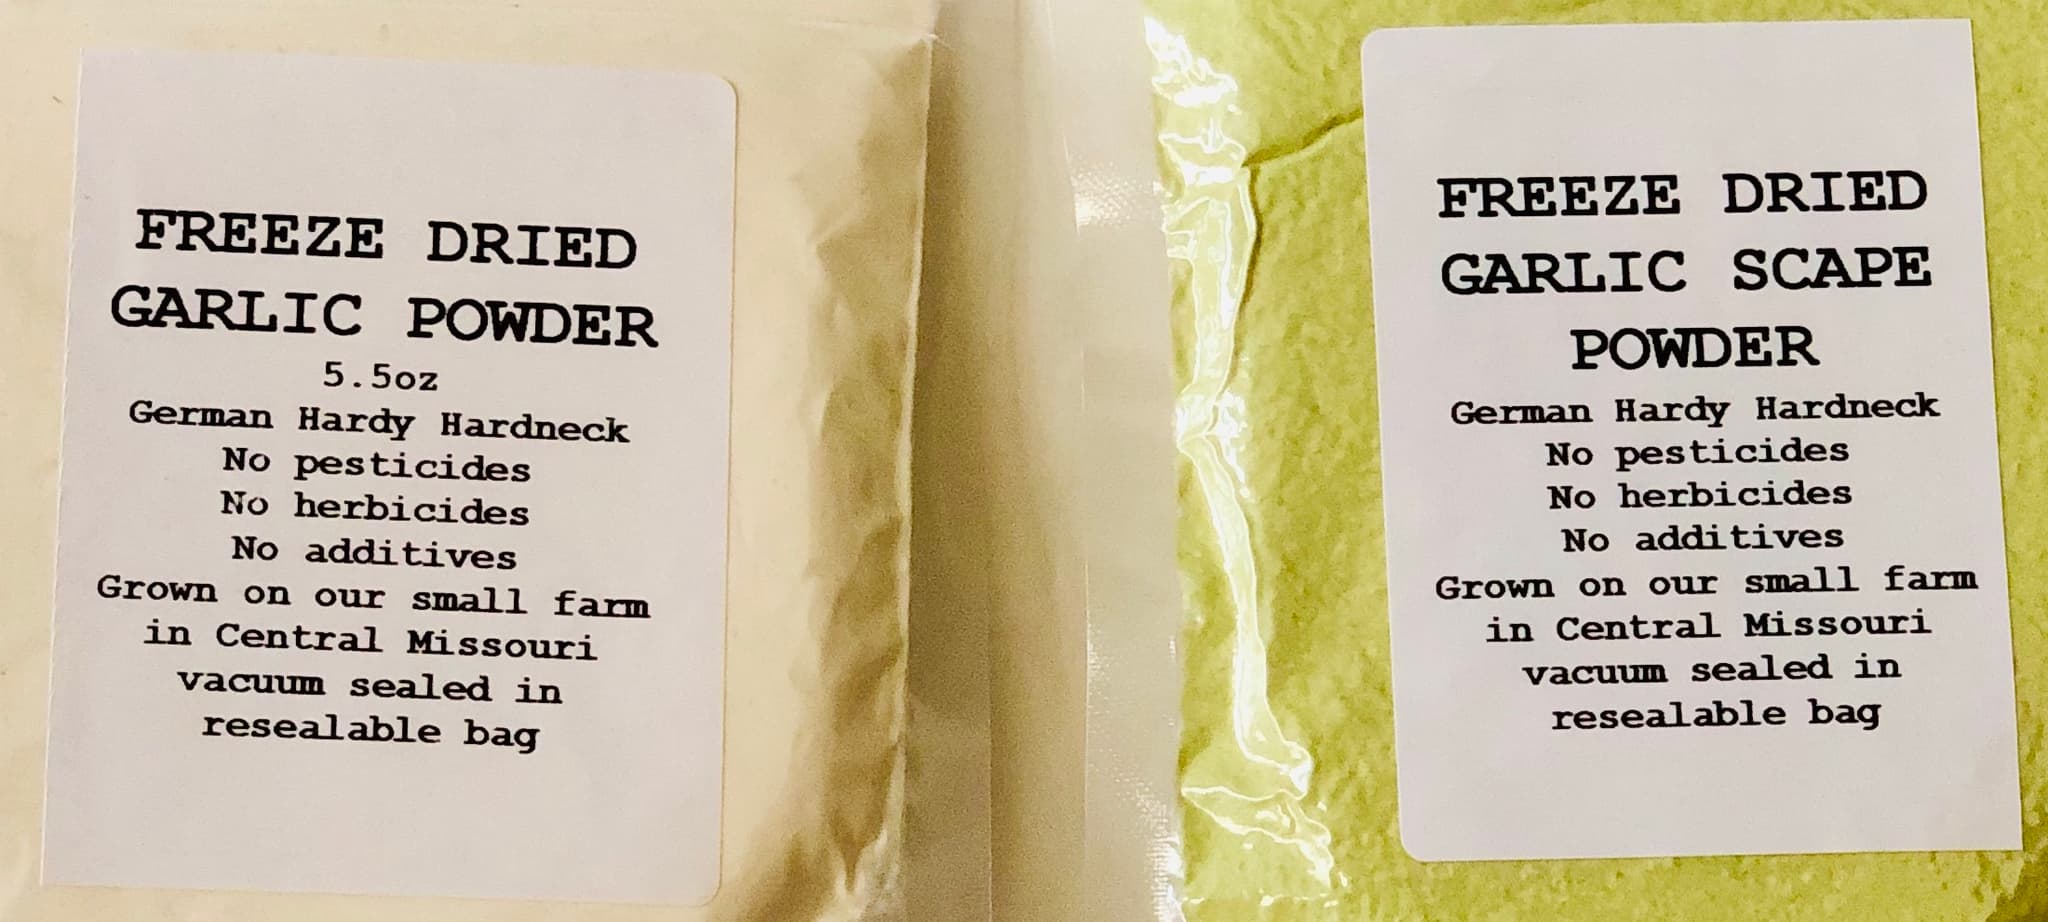 FREEZE DRIED
GARLIC POWDER
5.5oz
German Hardy Hardneck
No pesticides
No herbicides
No additives
Grown on our small farm
in Central Missouri
vacuum sealed in
resealable bag
FREEZE DRIED
GARLIC SCAPE
POWDER
German Hardy Hardneck
No pesticides
No herbicides
No additives
Grown on our small farm
in Central Missouri
vacuum sealed in
resealable bag